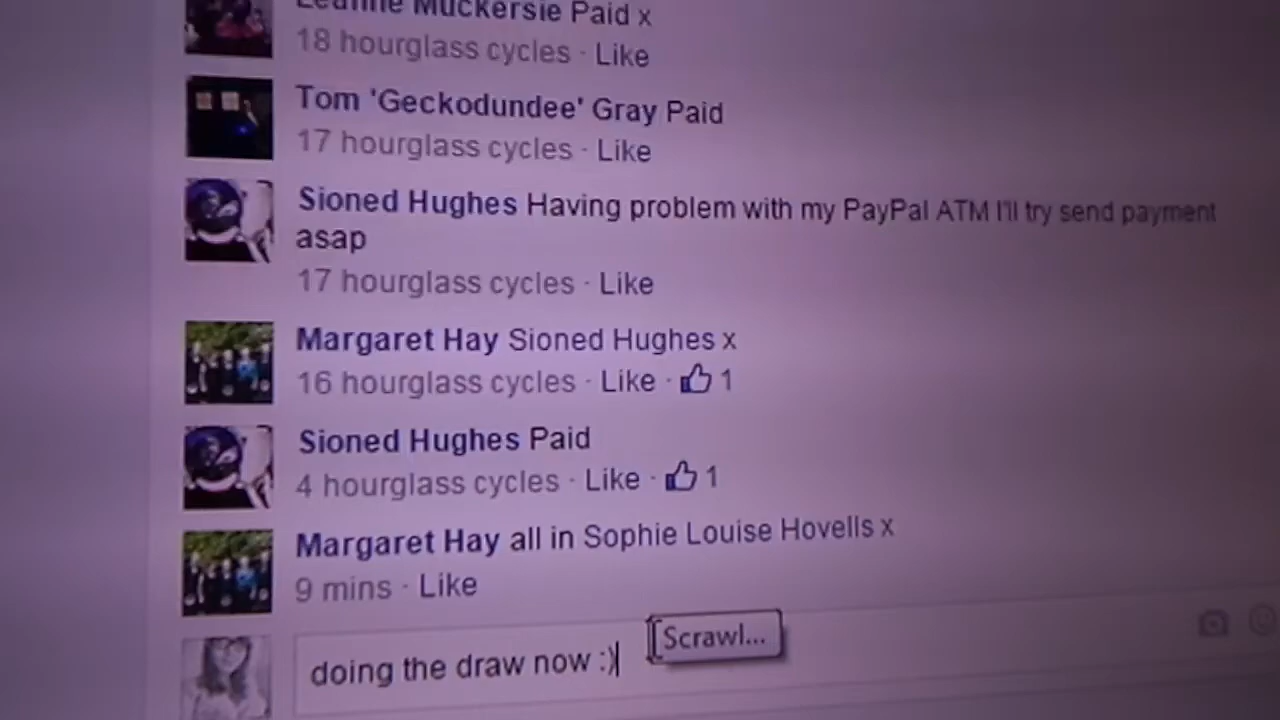 Leanne Muckersie Paid x
18 hourglass cycles · Like
Tom 'Geckodundee' Gray Paid
17 hourglass cycles · Like
Sioned Hughes Having problem with my PayPal ATM I'll try send payment
asap
17 hourglass cycles · Like
Margaret Hay Sioned Hughes x
16 hourglass cycles · Like · 1
Sioned Hughes Paid
4 hourglass cycles · Like · 1
Margaret Hay all in Sophie Louise Hovells x
9 mins · Like
Scrawl...
doing the draw now :)